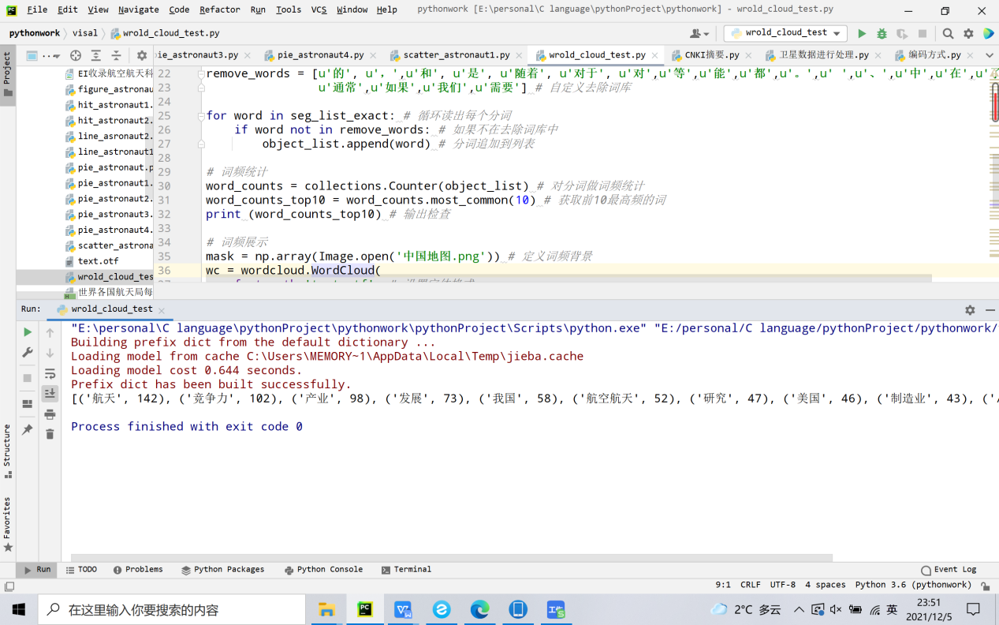 File Edit View Navigate Code Refactor Run Tools VCS Window Help pythonwork [E:\personal\C language\pythonProject\pythonwork] - wrold_cloud_test.py
pythonwork visal wrold_cloud_test.py wrold_cloud_test
Project
pie_astronaut3.py pie_astronaut4.py scatter_astronaut1.py wrold_cloud_test.py CNKI摘要.py 卫星数据进行处理.py 编码方式.py
EI收录航空航天科
figure_astronau
hit_astronaut1.
hit_astronaut2.
line_astronaut2.
line_astronaut1
pie_astronaut.p
pie_astronaut1.
pie_astronaut2.
pie_astronaut3.
pie_astronaut4.
scatter_astrona
text.otf
wrold_cloud_tes
世界各国航天局每
22 remove_words = [u'的', u'，',u'和', u'是', u'随着', u'对于', u'对',u'等',u'能',u'都',u'。',u' ',u'、',u'中',u'在',u'
23 u'通常',u'如果',u'我们',u'需要'] # 自定义去除词库
24
25 for word in seg_list_exact: # 循环读出每个分词
26 if word not in remove_words: # 如果不在去除词库中
27 object_list.append(word) # 分词追加到列表
28
29 # 词频统计
30 word_counts = collections.Counter(object_list) # 对分词做词频统计
31 word_counts_top10 = word_counts.most_common(10) # 获取前10最高频的词
32 print (word_counts_top10) # 输出检查
33
34 # 词频展示
35 mask = np.array(Image.open('中国地图.png')) # 定义词频背景
36 wc = wordcloud.WordCloud(
Run: wrold_cloud_test
"E:\personal\C language\pythonProject\pythonwork\pythonProject\Scripts\python.exe" "E:/personal/C language/pythonProject/pythonwork/
Building prefix dict from the default dictionary ...
Loading model from cache C:\Users\MEMORY~1\AppData\Local\Temp\jieba.cache
Loading model cost 0.644 seconds.
Prefix dict has been built successfully.
[('航天', 142), ('竞争力', 102), ('产业', 98), ('发展', 73), ('我国', 58), ('航空航天', 52), ('研究', 47), ('美国', 46), ('制造业', 43), ('
Process finished with exit code 0
Structure
Favorites
Run TODO Problems Python Packages Python Console Terminal Event Log
9:1 CRLF UTF-8 4 spaces Python 3.6 (pythonwork)
在这里输入你要搜索的内容
2°C 多云 英 23:51
2021/12/5